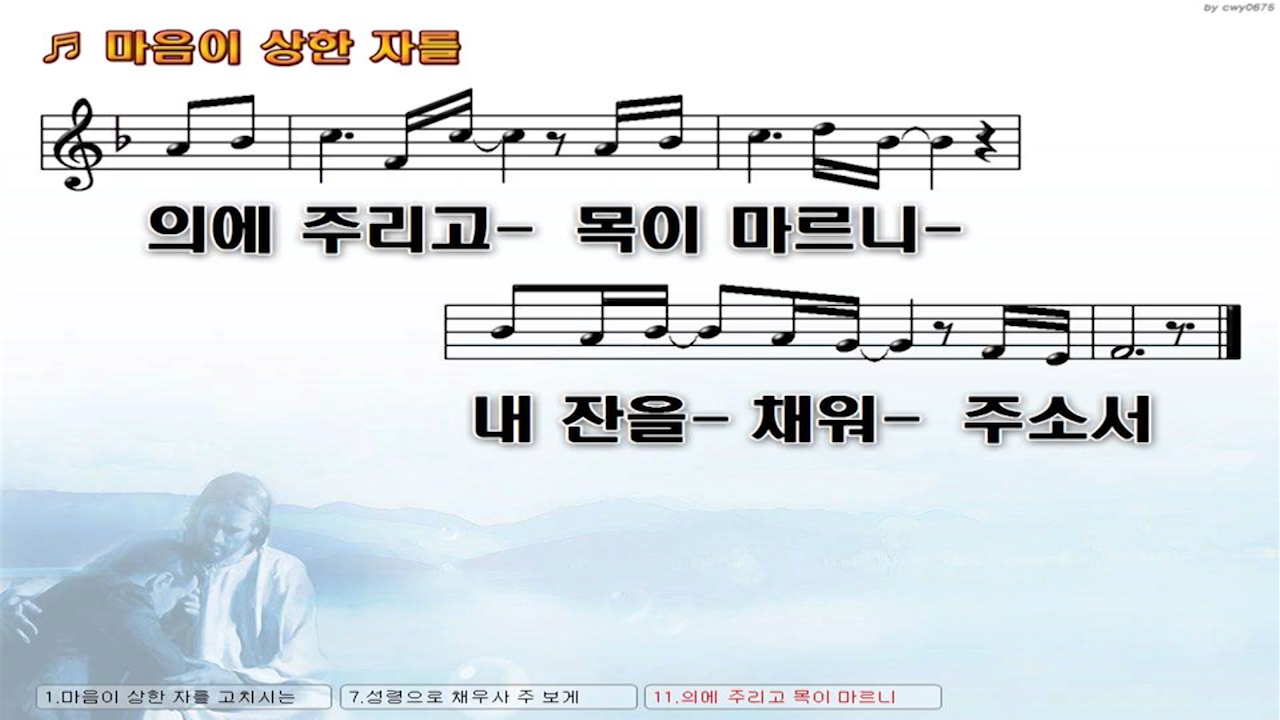 by cwy0675
마음이 상한 자를
의에 주리고- 목이 마르니-
내 잔을- 채워- 주소서
1.마음이 상한 자를 고치시는
7.성령으로 채우사 주 보게
11.의에 주리고 목이 마르니